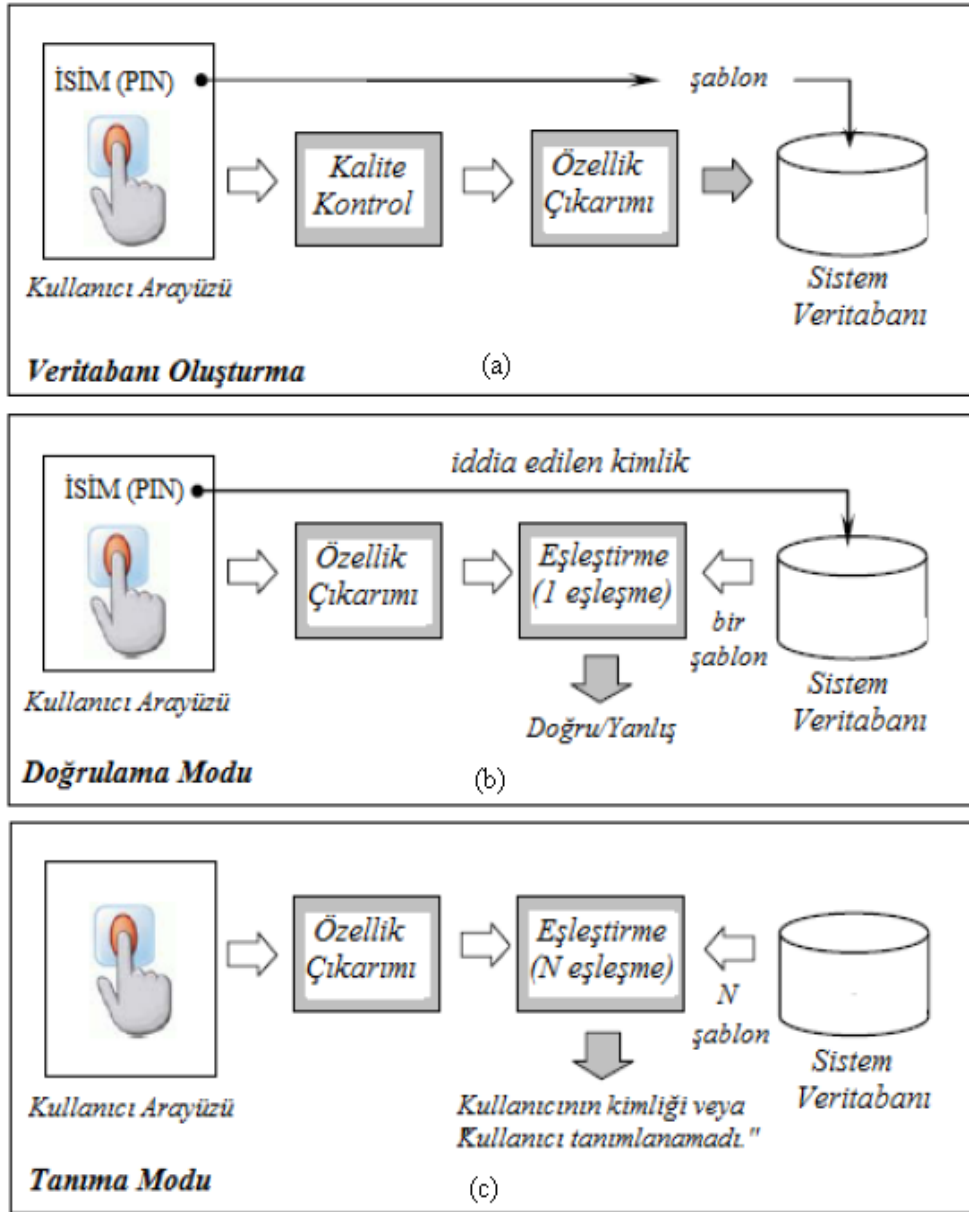 İSİM (PIN)
şablon
Kalite
Kontrol
Özellik
Çıkarımı
Kullanıcı Arayüzü
Sistem
Veritabanı
Veritabanı Oluşturma
(a)
iddia edilen kimlik
İSİM (PIN)
Özellik
Çıkarımı
Eşleştirme
(1 eşleşme)
bir
şablon
Kullanıcı Arayüzü
Sistem
Veritabanı
Doğru/Yanlış
Doğrulama Modu
(b)
Özellik
Çıkarımı
Eşleştirme
(N eşleşme)
N
şablon
Kullanıcı Arayüzü
Sistem
Veritabanı
Kullanıcının kimliği veya
"Kullanıcı tanımlanamadı."
Tanıma Modu
(c)